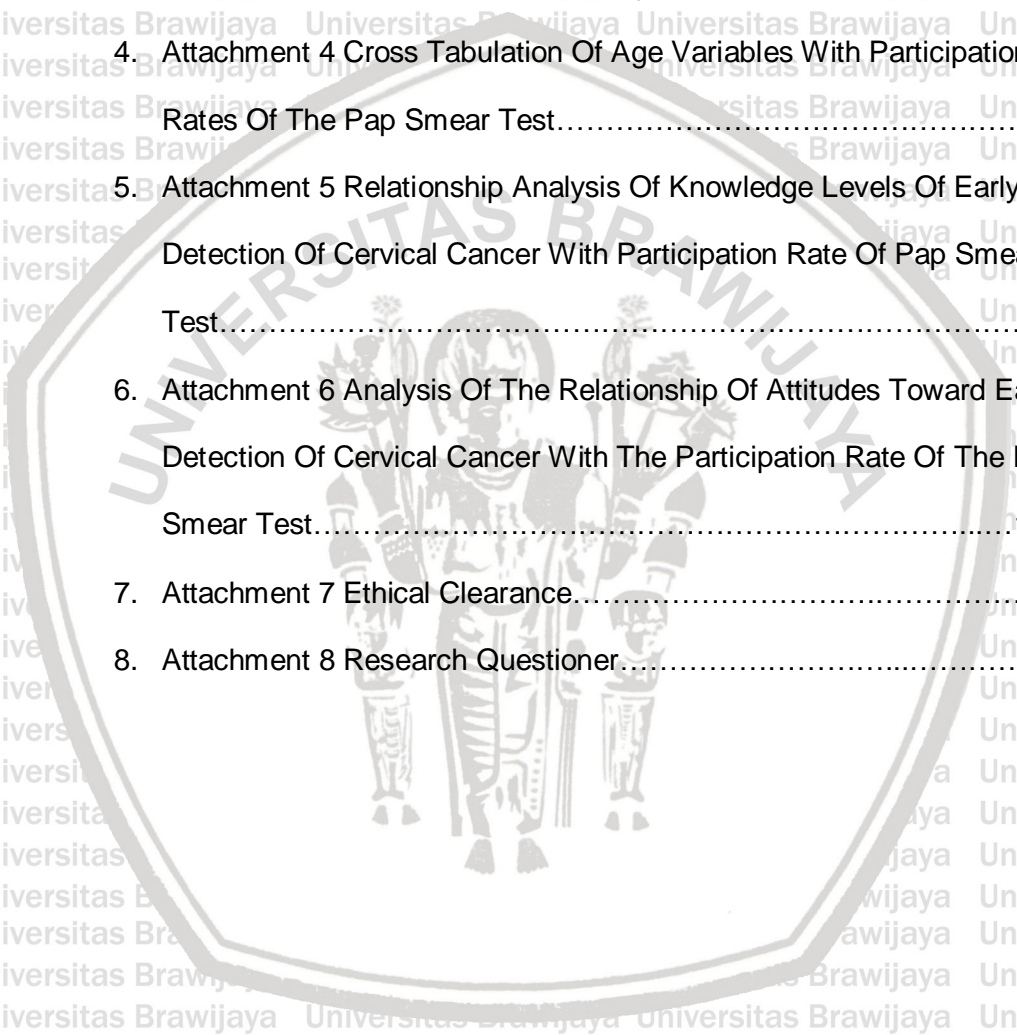 4. Attachment 4 Cross Tabulation Of Age Variables With Participation
Rates Of The Pap Smear Test……………………………………………
5. Attachment 5 Relationship Analysis Of Knowledge Levels Of Early
Detection Of Cervical Cancer With Participation Rate Of Pap
Test……………………………………………………………………………
6. Attachment 6 Analysis Of The Relationship Of Attitudes Toward
Detection Of Cervical Cancer With The Participation Rate Of The
Smear Test……………………………………………………………......
7. Attachment 7 Ethical Clearance………………………………………
8. Attachment 8 Research Questioner………………………...…………
UNIVERSITAS BRAWIJAYA